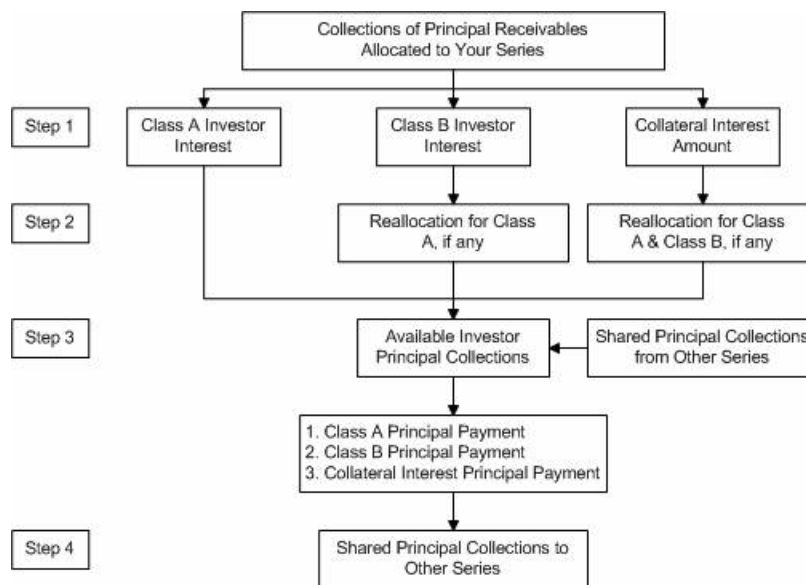 Collections of Principal Receivables
Allocated to Your Series
Step 1
Class A Investor
Interest
Class B Investor
Interest
Collateral Interest
Amount
Step 2
Reallocation for Class
A, if any
Reallocation for Class
A & Class B, if any
Step 3
Available Investor
Principal Collections
Shared Principal Collections
from Other Series
1. Class A Principal Payment
2. Class B Principal Payment
3. Collateral Interest Principal Payment
Step 4
Shared Principal Collections to
Other Series